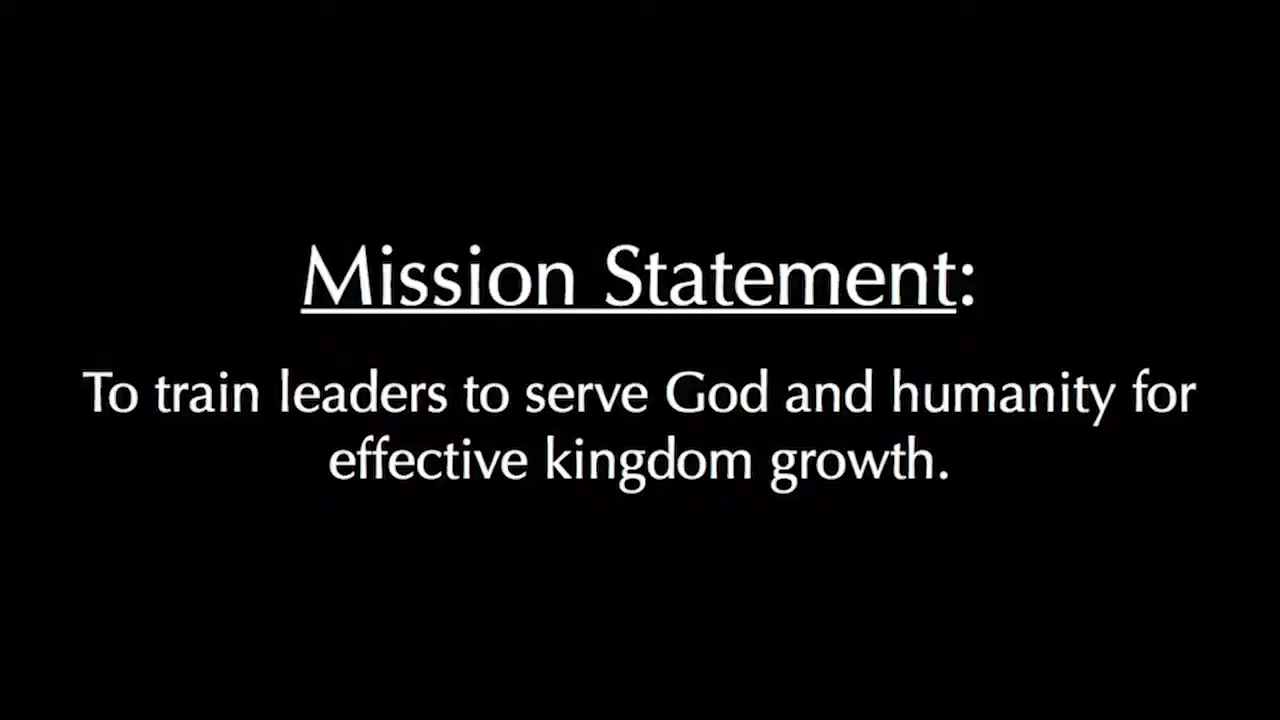 Mission Statement:
To train leaders to serve God and humanity for
effective kingdom growth.